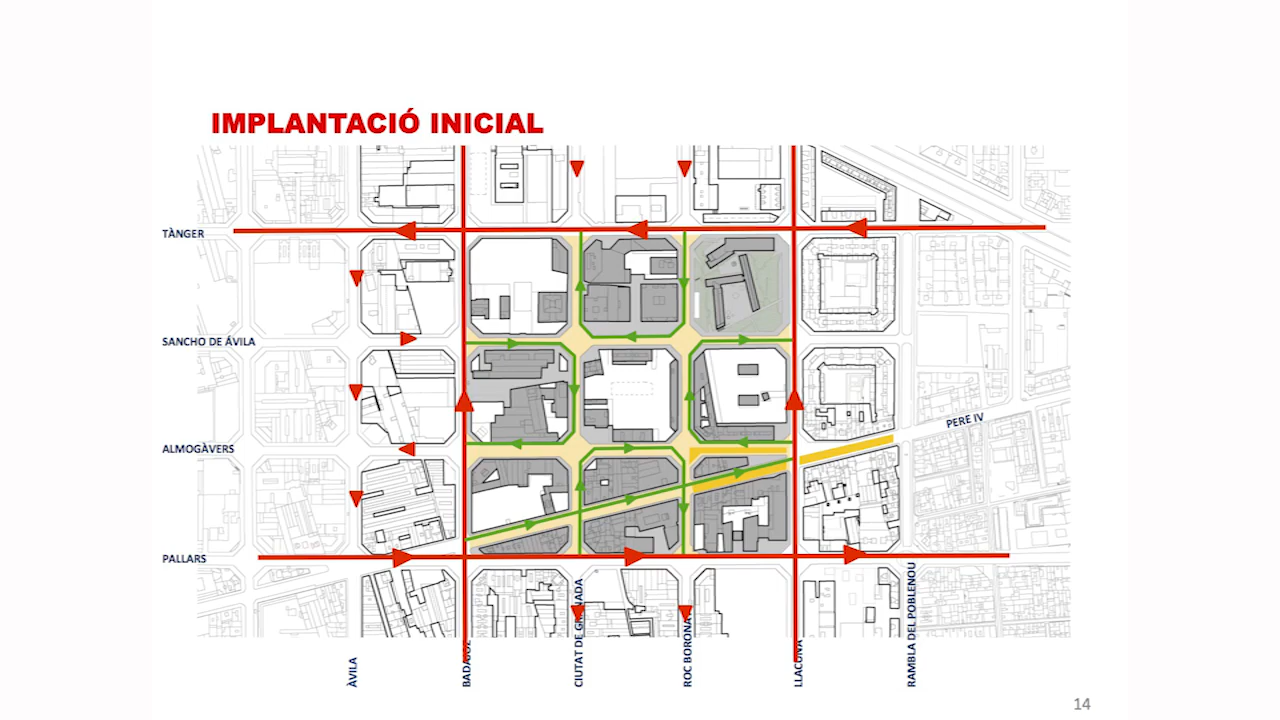 IMPLANTACIÓ INICIAL
TÀNGER
SANCHO DE ÁVILA
ALMOGÀVERS
PERE IV
PALLARS
ÀVILA
BADAJOZ
CIUTAT DE GRANADA
ROC BORONAT
LLACUNA
RAMBLA DEL POBLENOU
14